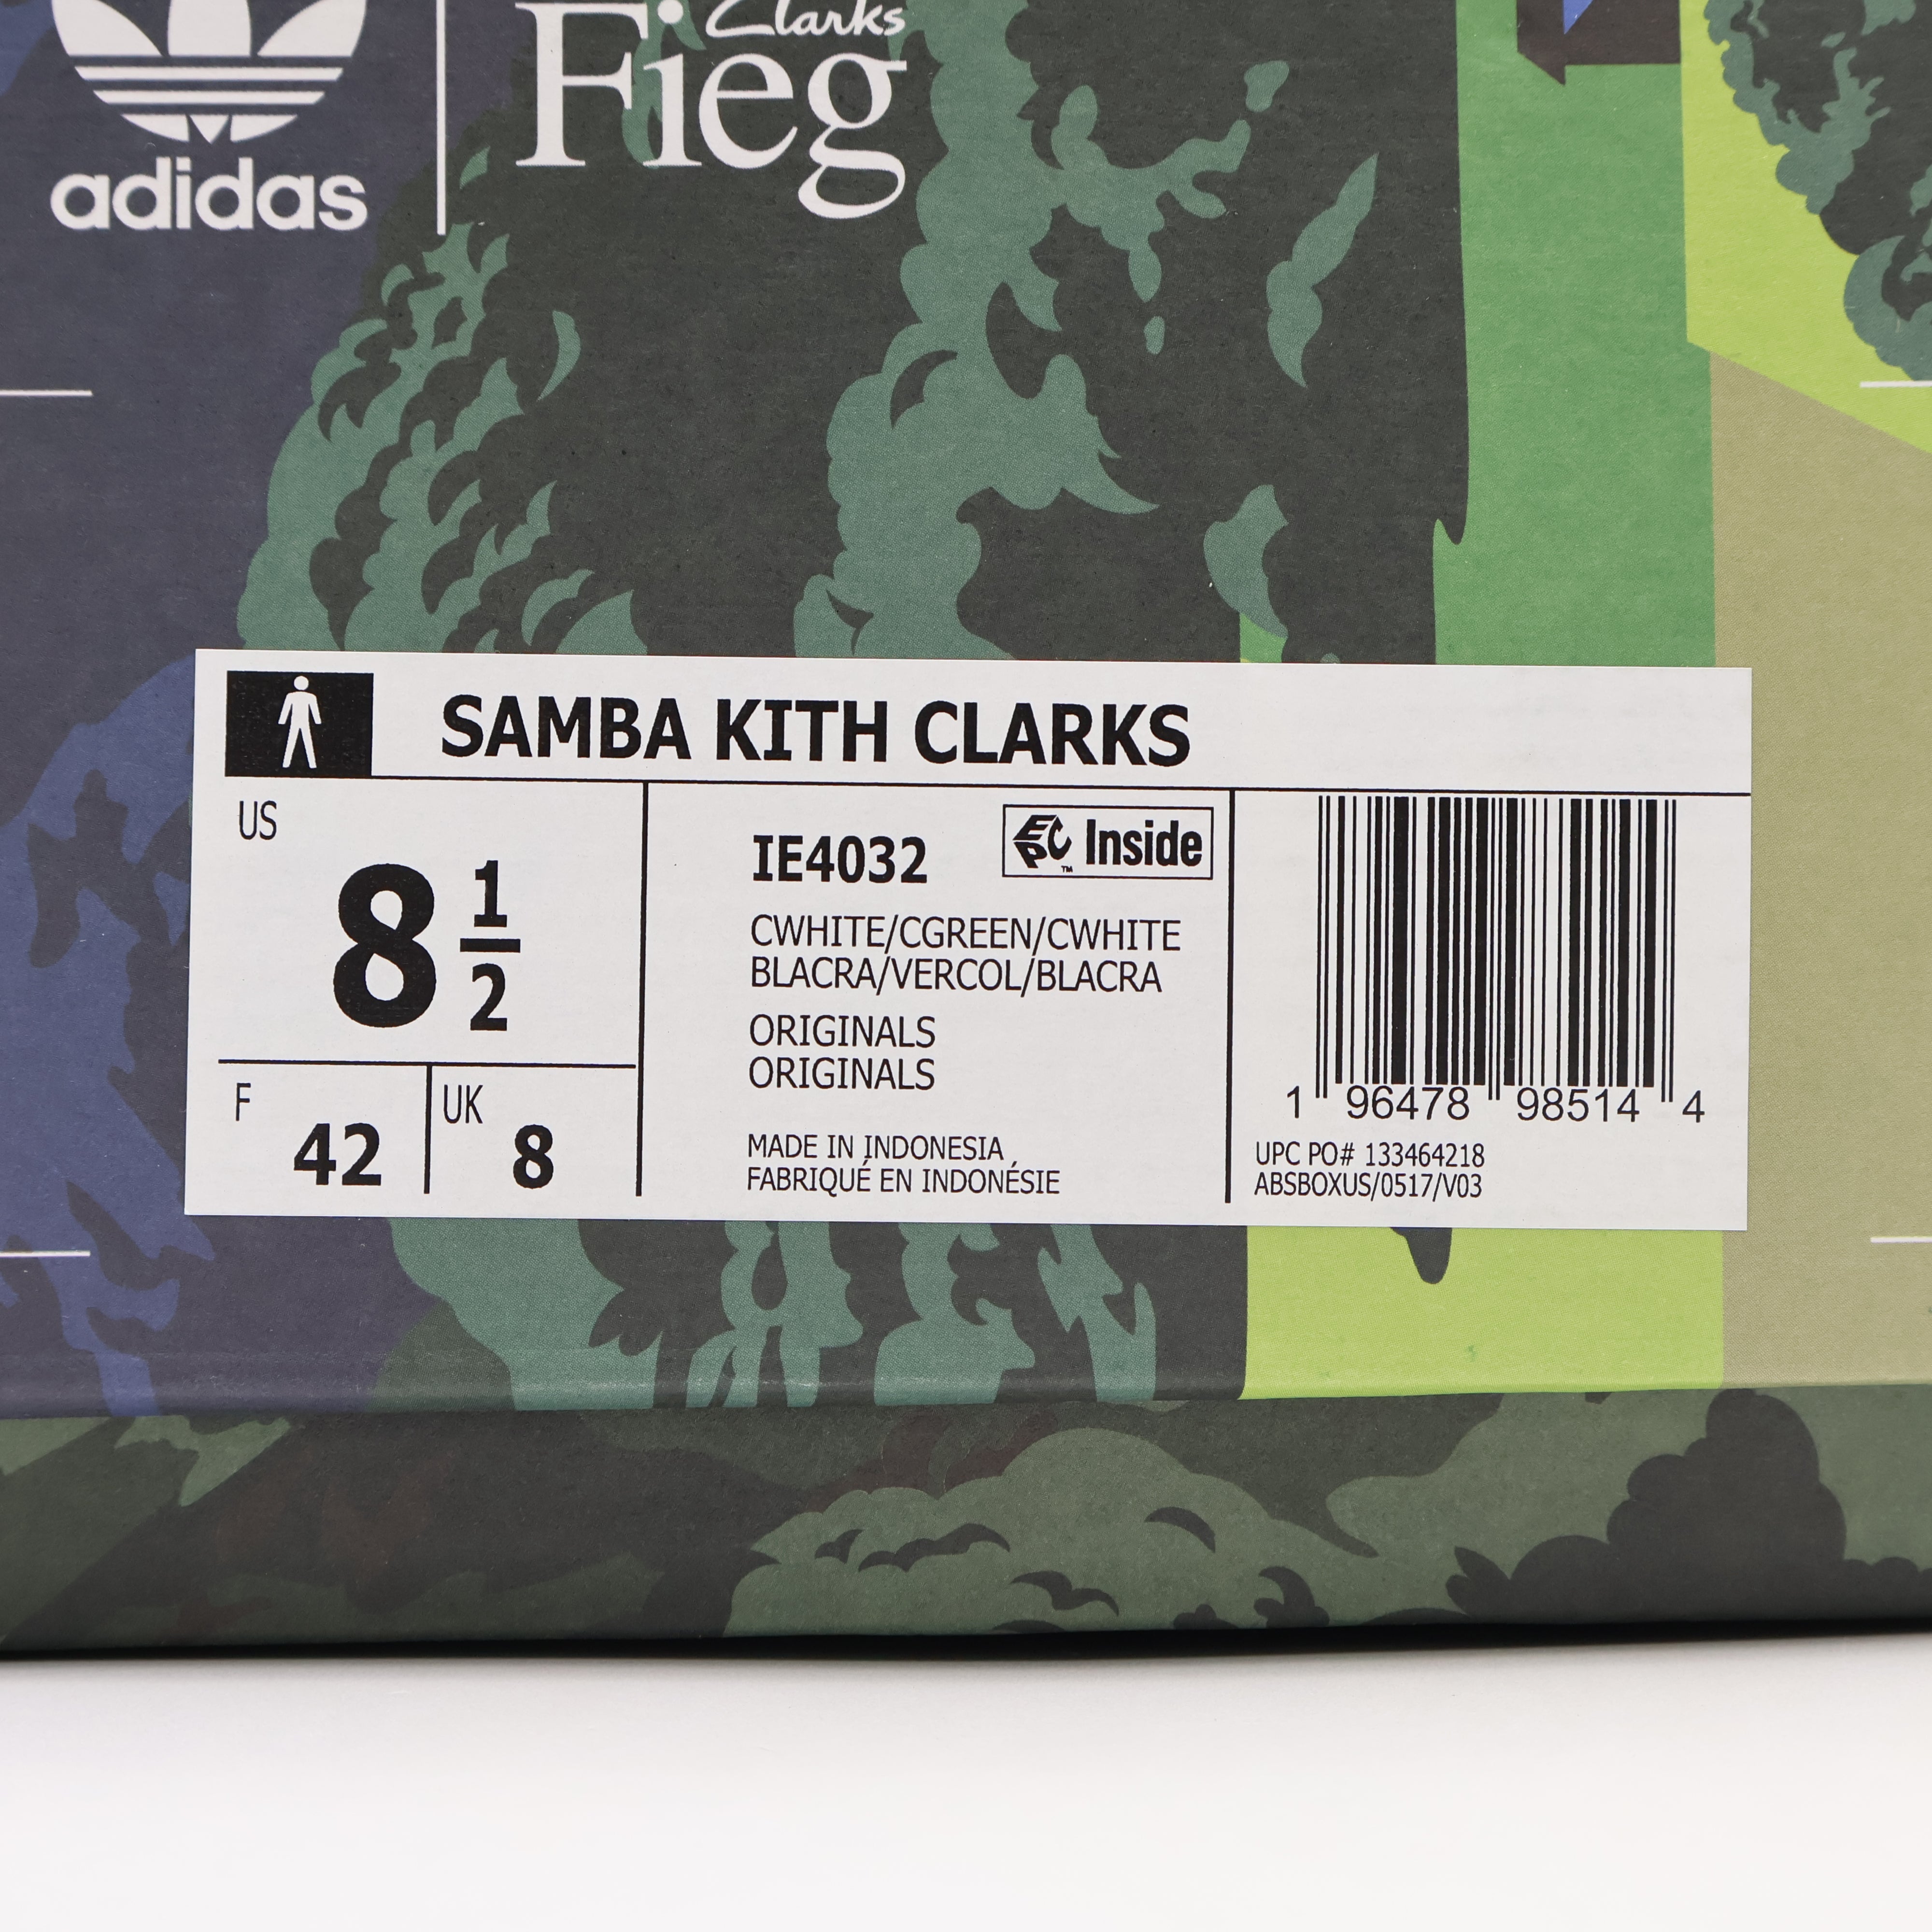 Clarks
adidas
Fieg
SAMBA KITH CLARKS
US
8 1/2
F
42
UK
8
IE4032
EPC™ Inside
CWHITE/CGREEN/CWHITE
BLACRA/VERCOL/BLACRA
ORIGINALS
ORIGINALS
MADE IN INDONESIA
FABRIQUÉ EN INDONÉSIE
1 96478 98514 4
UPC PO# 133464218
ABSBOXUS/0517/V03